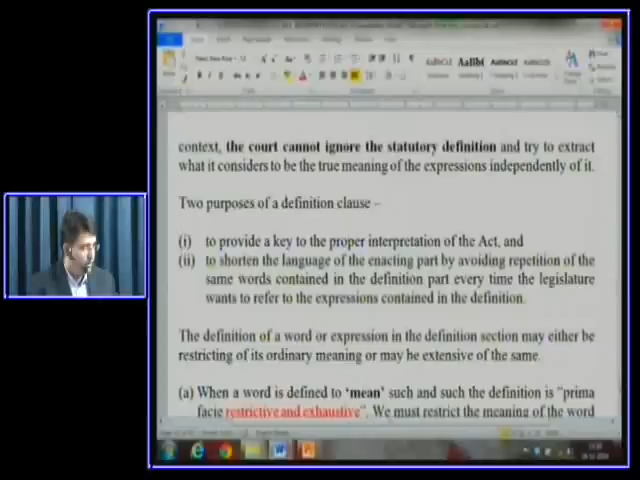 context, the court cannot ignore the statutory definition and try to extract
what it considers to be the true meaning of the expressions independently of it.
Two purposes of a definition clause –
(i) to provide a key to the proper interpretation of the Act, and
(ii) to shorten the language of the enacting part by avoiding repetition of the
same words contained in the definition part every time the legislature
wants to refer to the expressions contained in the definition.
The definition of a word or expression in the definition section may either be
restricting of its ordinary meaning or may be extensive of the same.
(a) When a word is defined to 'mean' such and such the definition is "prima
facie restrictive and exhaustive". We must restrict the meaning of the word